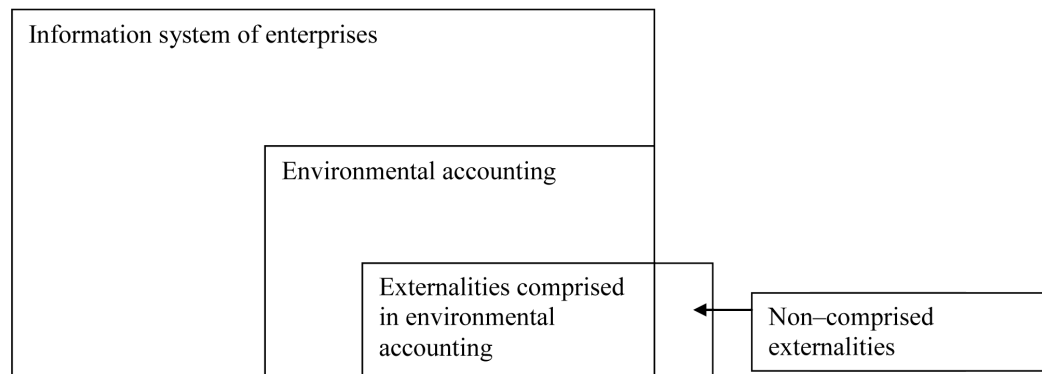 Information system of enterprises
Environmental accounting
Externalities comprised
in environmental
accounting
Non–comprised
externalities